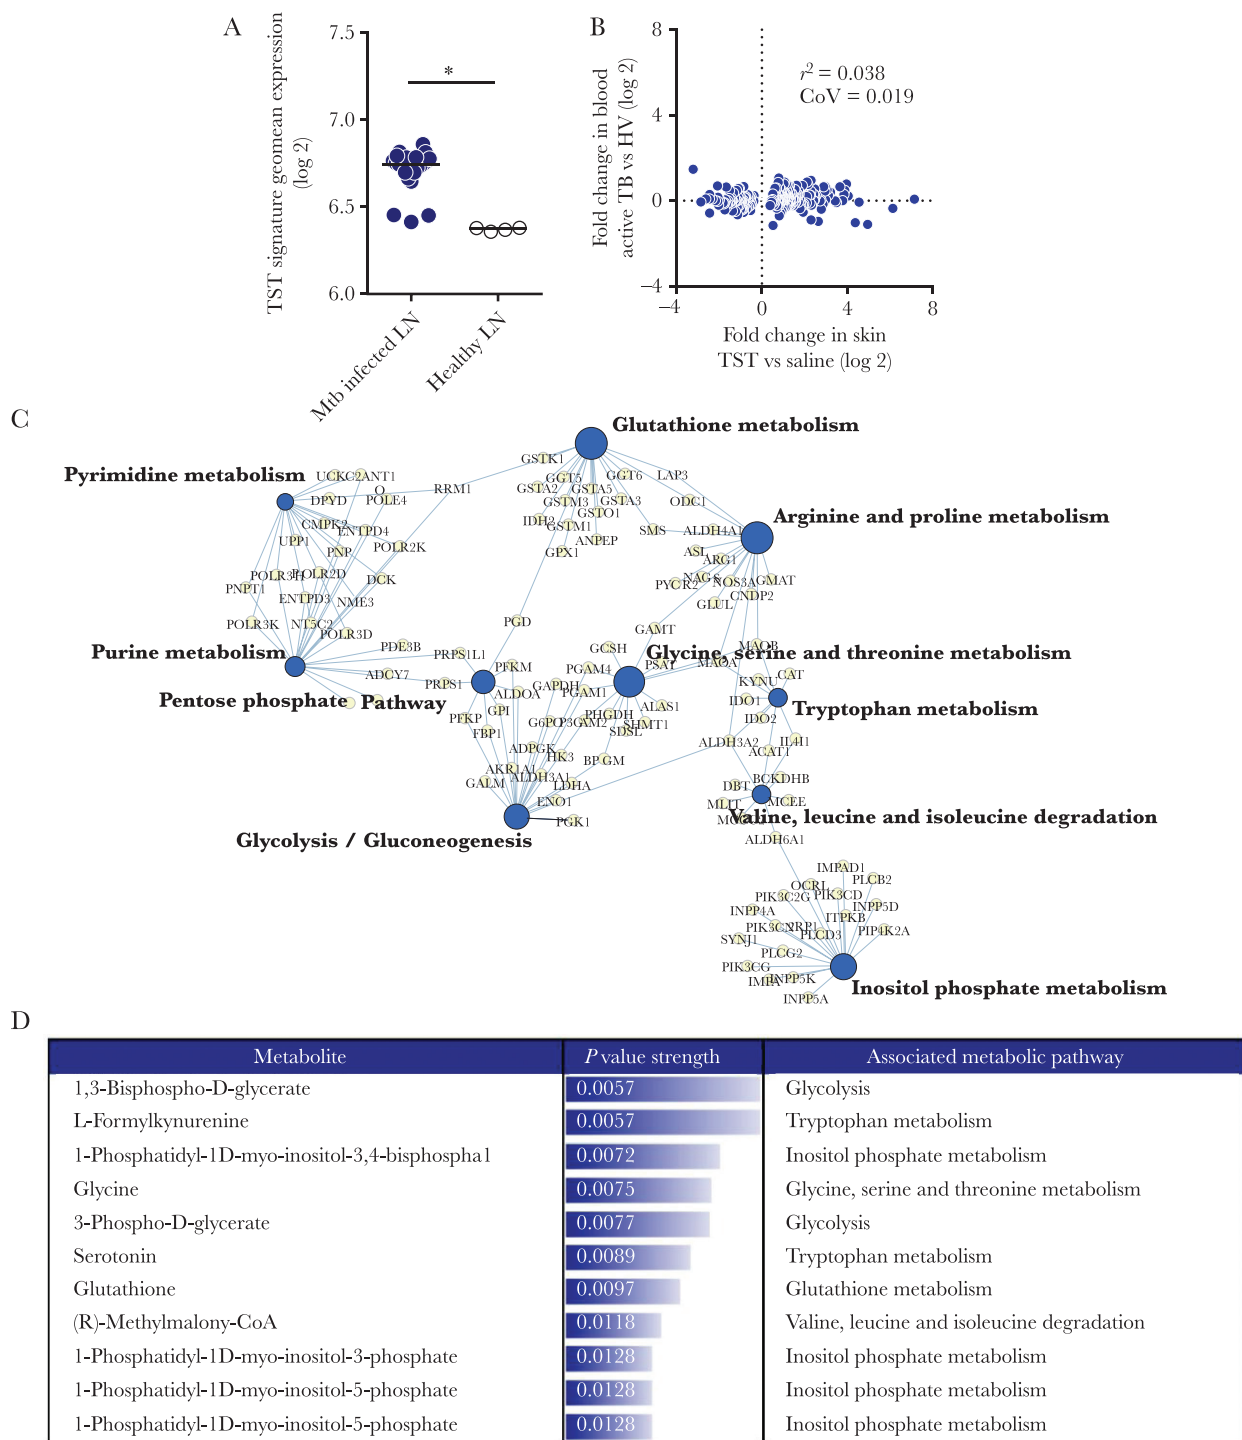 A
TST signature geomean expression
(log 2)
7.5
7.0
6.5
6.0
*
Mtb infected LN
Healthy LN
B
Fold change in blood
active TB vs HV (log 2)
8
4
0
−4
r² = 0.038
CoV = 0.019
−4
0
4
8
Fold change in skin
TST vs saline (log 2)
C
Glutathione metabolism
GSTK1
GGT5
GGT6
LAP3
Pyrimidine metabolism
UCKC2ANT1
RRM1
GSTA2
GSTA5
O
DPYD
POLE4
GSTM3
GSTA3
ODC1
GSTO1
Arginine and proline metabolism
CMPK2
ENTPD4
IDH2
GSTM1
SMS
ALDH4A1
UPP1
PNP
POLR2K
ANPEP
GPX1
ASL
ARG1
POLR3H
POLR2D
DCK
PYCR2
NAGS
NOS3A
GMAT
PNPT1
ENTPD3
NME3
GLUL
CNDP2
POLR3K
NT5C2
POLR3D
PGD
GAMT
PDE3B
PRPS1L1
GCSH
MAOB
Purine metabolism
Glycine, serine and threonine metabolism
PFKM
PGAM4
PSAT
MAOA
ADCY7
PRPS1
GAPDH
KYNU
CAT
Pentose phosphate Pathway
ALDOA
PGAM1
IDO1
ALAS1
Tryptophan metabolism
PFKP
GPI
PHGDH
IDO2
G6PC
P3GAM2
SHMT1
FBP1
SDSL
ALDH3A2
IL4I1
ADPGK
HK3
BPGM
ACAT1
AKR1A1
ALDH3A1
LDHA
GALM
DBT
BCKDHB
ENO1
MCEE
PGK1
Valine, leucine and isoleucine degradation
Glycolysis / Gluconeogenesis
ALDH6A1
IMPAD1
OCRL
PLCB2
PIK3C2G
PIK3CD
INPP4A
INPP5D
ITPKB
PLCD3
PIP4K2A
SYNJ1
PLCG2
PIK3CG
INPP5K
Inositol phosphate metabolism
INPP5A
D
Metabolite P value strength Associated metabolic pathway
1,3-Bisphospho-D-glycerate 0.0057 Glycolysis
L-Formylkynurenine 0.0057 Tryptophan metabolism
1-Phosphatidyl-1D-myo-inositol-3,4-bisphospha1 0.0072 Inositol phosphate metabolism
Glycine 0.0075 Glycine, serine and threonine metabolism
3-Phospho-D-glycerate 0.0077 Glycolysis
Serotonin 0.0089 Tryptophan metabolism
Glutathione 0.0097 Glutathione metabolism
(R)-Methylmalony-CoA 0.0118 Valine, leucine and isoleucine degradation
1-Phosphatidyl-1D-myo-inositol-3-phosphate 0.0128 Inositol phosphate metabolism
1-Phosphatidyl-1D-myo-inositol-5-phosphate 0.0128 Inositol phosphate metabolism
1-Phosphatidyl-1D-myo-inositol-5-phosphate 0.0128 Inositol phosphate metabolism